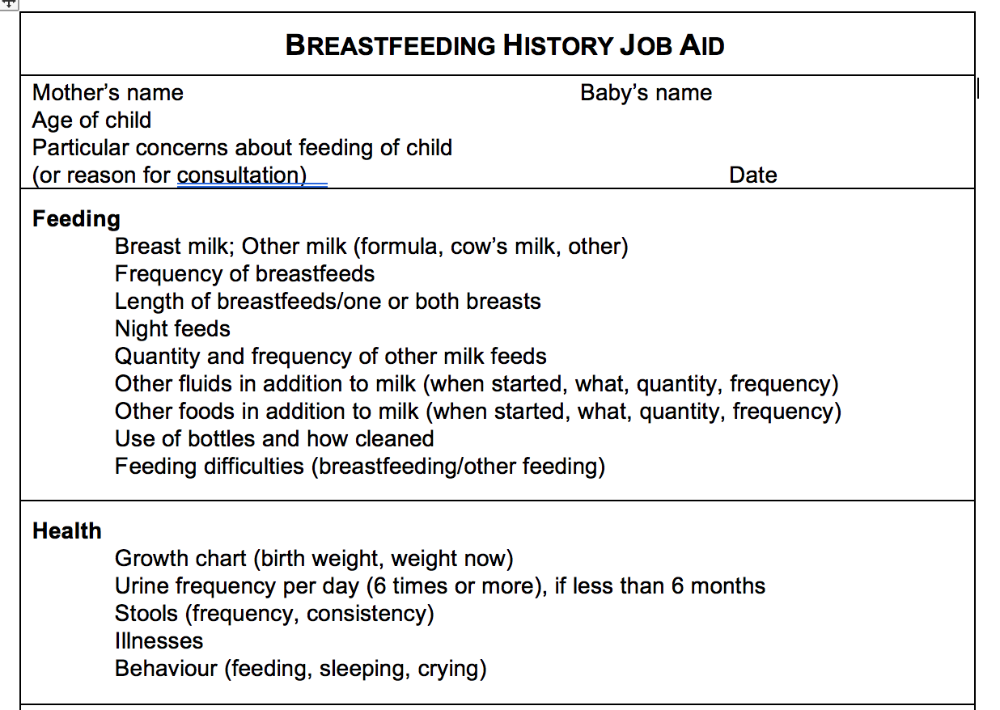 BREASTFEEDING HISTORY JOB AID
Mother's name Baby's name
Age of child
Particular concerns about feeding of child
(or reason for consultation) Date
Feeding
Breast milk; Other milk (formula, cow's milk, other)
Frequency of breastfeeds
Length of breastfeeds/one or both breasts
Night feeds
Quantity and frequency of other milk feeds
Other fluids in addition to milk (when started, what, quantity, frequency)
Other foods in addition to milk (when started, what, quantity, frequency)
Use of bottles and how cleaned
Feeding difficulties (breastfeeding/other feeding)
Health
Growth chart (birth weight, weight now)
Urine frequency per day (6 times or more), if less than 6 months
Stools (frequency, consistency)
Illnesses
Behaviour (feeding, sleeping, crying)